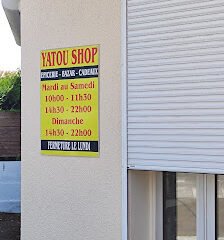 YATOU SHOP
EPICERIE - BAZAR - CADEAUX
Mardi au Samedi
10h00 - 11h30
14h30 - 22h00
Dimanche
14h30 - 22h00
FERMETURE LE LUNDI